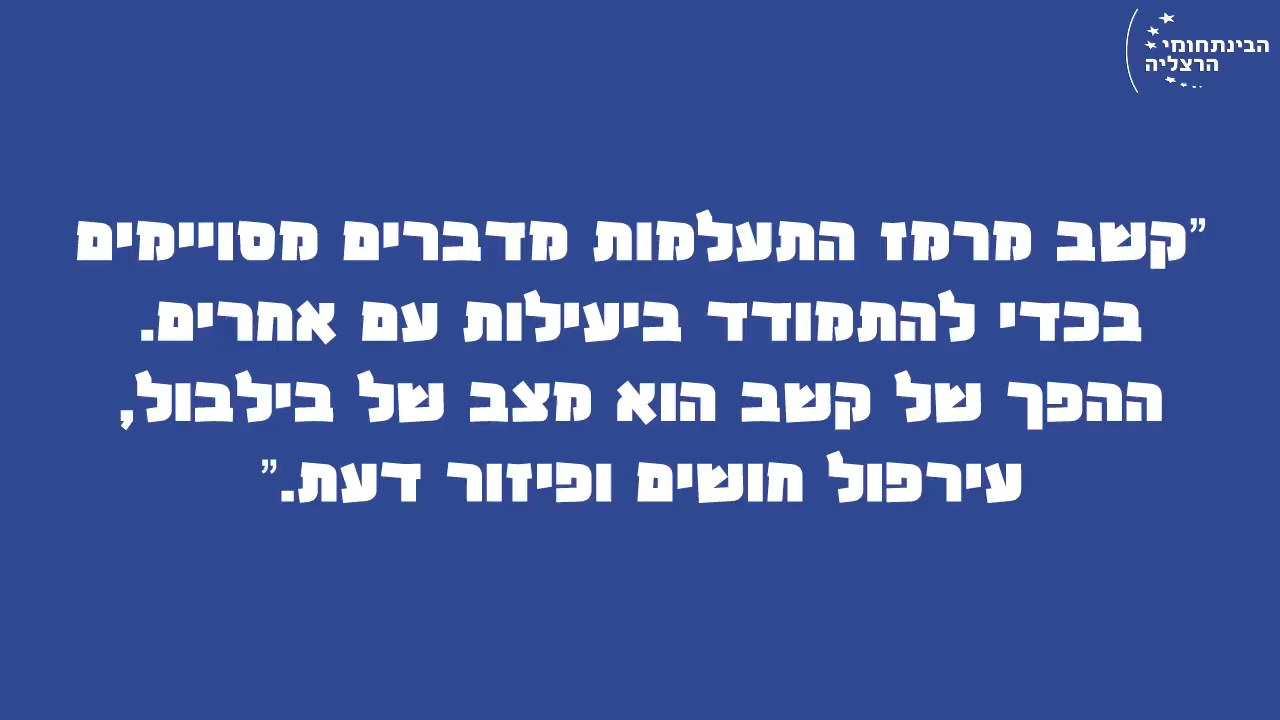 הבינתחומי
הרצליה
"קשב מרמז התעלמות מדברים מסויימים
בכדי להתמודד ביעילות עם אחרים.
ההפך של קשב הוא מצב של בילבול,
עירפול חושים ופיזור דעת."